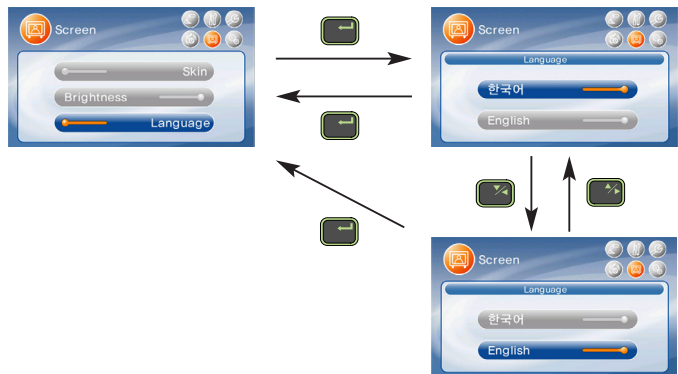 Screen
Skin
Brightness
Language
Screen
Language
한국어
English
Screen
Language
한국어
English